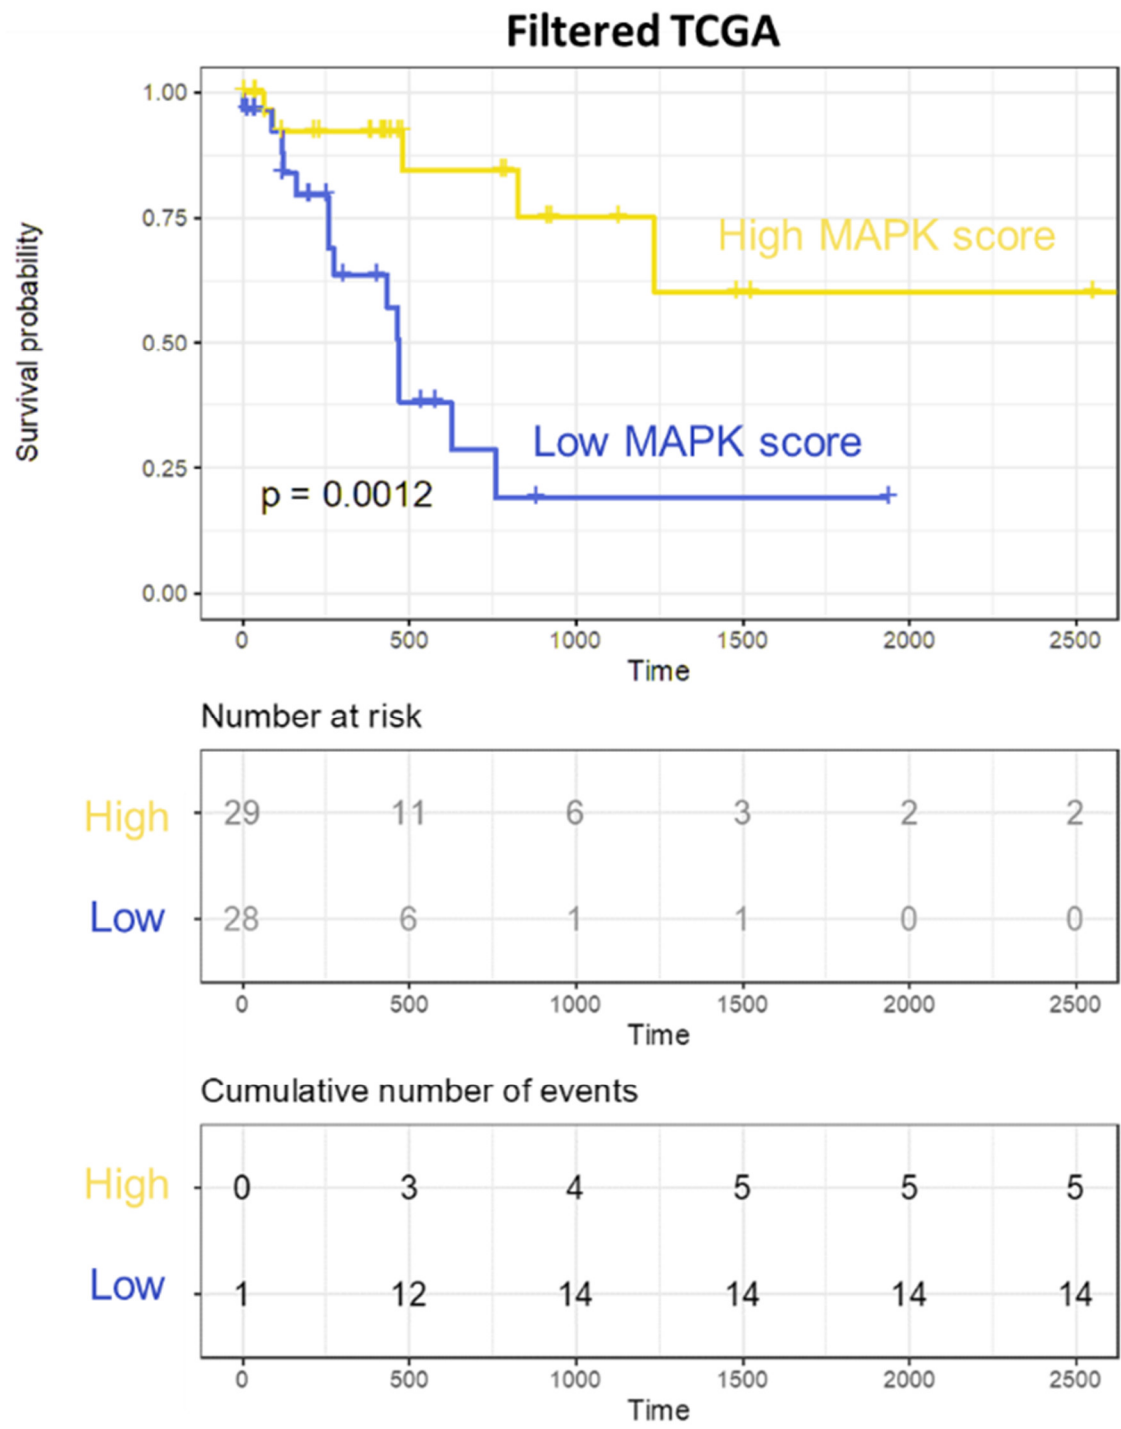 Filtered TCGA
Survival probability
1.00
0.75
0.50
0.25
0.00
High MAPK score
Low MAPK score
p = 0.0012
0 500 1000 1500 2000 2500
Time
Number at risk
High 29 11 6 3 2 2
Low 28 6 1 1 0 0
0 500 1000 1500 2000 2500
Time
Cumulative number of events
High 0 3 4 5 5 5
Low 1 12 14 14 14 14
0 500 1000 1500 2000 2500
Time